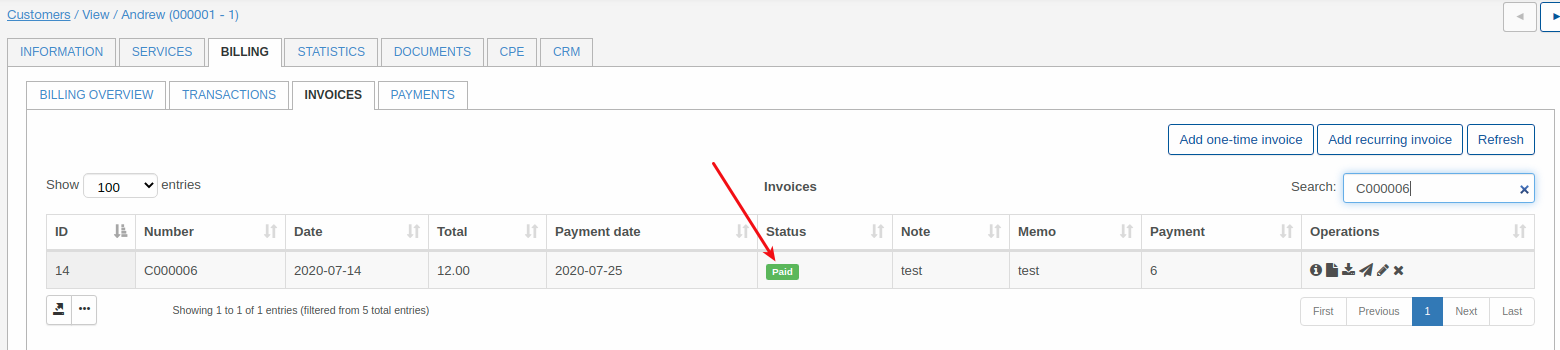 Customers / View / Andrew (000001 - 1)
INFORMATION SERVICES BILLING STATISTICS DOCUMENTS CPE CRM
BILLING OVERVIEW TRANSACTIONS INVOICES PAYMENTS
Add one-time invoice Add recurring invoice Refresh
Show 100 entries Invoices Search: C000006
ID Number Date Total Payment date Status Note Memo Payment Operations
14 C000006 2020-07-14 12.00 2020-07-25 Paid test test 6
Showing 1 to 1 of 1 entries (filtered from 5 total entries) First Previous 1 Next Last